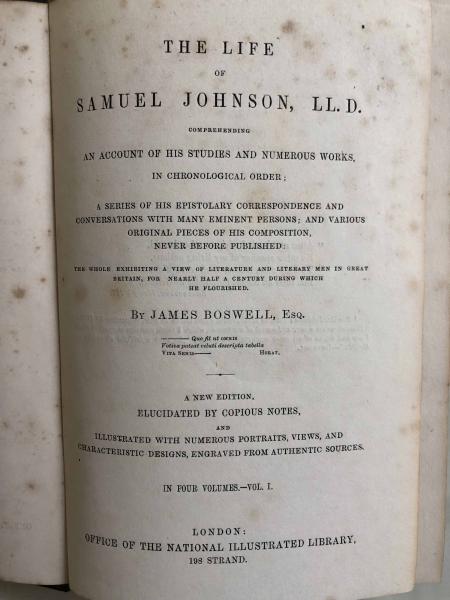 THE LIFE
OF
SAMUEL JOHNSON, LL.D.
COMPREHENDING
AN ACCOUNT OF HIS STUDIES AND NUMEROUS WORKS,
IN CHRONOLOGICAL ORDER;
A SERIES OF HIS EPISTOLARY CORRESPONDENCE AND
CONVERSATIONS WITH MANY EMINENT PERSONS; AND VARIOUS
ORIGINAL PIECES OF HIS COMPOSITION,
NEVER BEFORE PUBLISHED:
THE WHOLE EXHIBITING A VIEW OF LITERATURE AND LITERARY MEN IN GREAT
BRITAIN, FOR NEARLY HALF A CENTURY DURING WHICH
HE FLOURISHED.
BY JAMES BOSWELL, ESQ.
——— Quo fit ut OMNIS
Votiva pateat veluti descripta tabella
VITA SENIS—— HORAT.
A NEW EDITION,
ELUCIDATED BY COPIOUS NOTES,
AND
ILLUSTRATED WITH NUMEROUS PORTRAITS, VIEWS, AND
CHARACTERISTIC DESIGNS, ENGRAVED FROM AUTHENTIC SOURCES.
IN FOUR VOLUMES.—VOL. I.
LONDON:
OFFICE OF THE NATIONAL ILLUSTRATED LIBRARY,
198 STRAND.